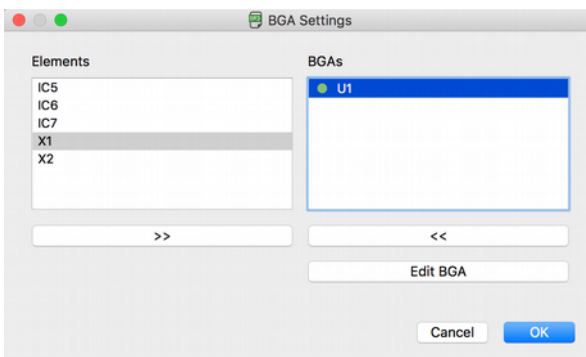 BGA Settings
Elements
BGAs
IC5
IC6
IC7
X1
X2
U1
>>
<<
Edit BGA
Cancel
OK